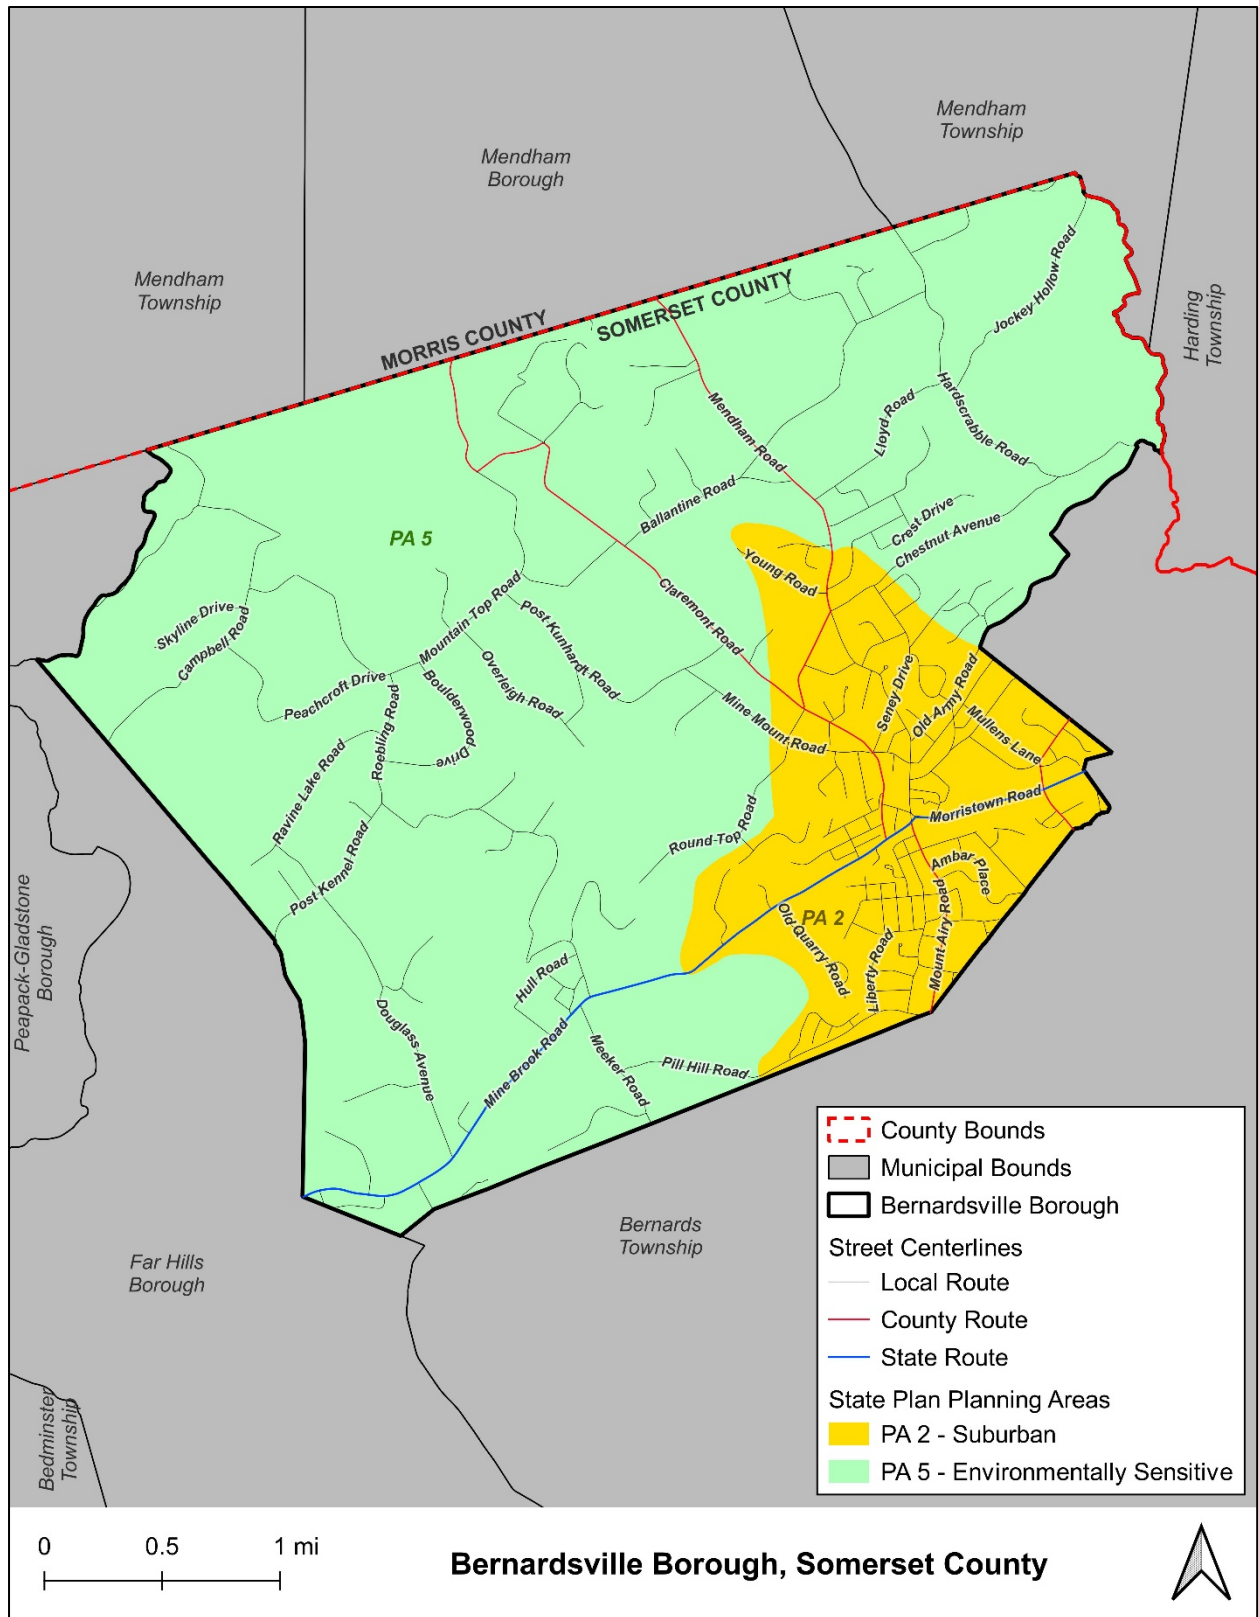 Mendham
Township
Mendham
Borough
Mendham
Township
Harding
Township
MORRIS COUNTY
SOMERSET COUNTY
Jockey Hollow Road
Mendham Road
Lloyd Road
Hardscrabble Road
Ballantine Road
Crest Drive
Chestnut Avenue
PA 5
Young Road
Claremont Road
Skyline Drive
Campbell Road
Mountain Top Road
Post Kunhardt Road
Overleigh Road
Peachcroft Drive
Boulderwood Drive
Roebling Road
Mine Mount Road
Seney Drive
Old Army Road
Mullens Lane
Ravine Lake Road
Post Kennel Road
Round Top Road
Morristown Road
Ambar Place
PA 2
Old Quarry Road
Liberty Road
Mount Airy Road
Peapack-Gladstone
Borough
Hull Road
Douglass Avenue
Mine Brook Road
Meeker Road
Pill Hill Road
Bernards
Township
Far Hills
Borough
Bedminster
Township
County Bounds
Municipal Bounds
Bernardsville Borough
Street Centerlines
Local Route
County Route
State Route
State Plan Planning Areas
PA 2 - Suburban
PA 5 - Environmentally Sensitive
0 0.5 1 mi
Bernardsville Borough, Somerset County